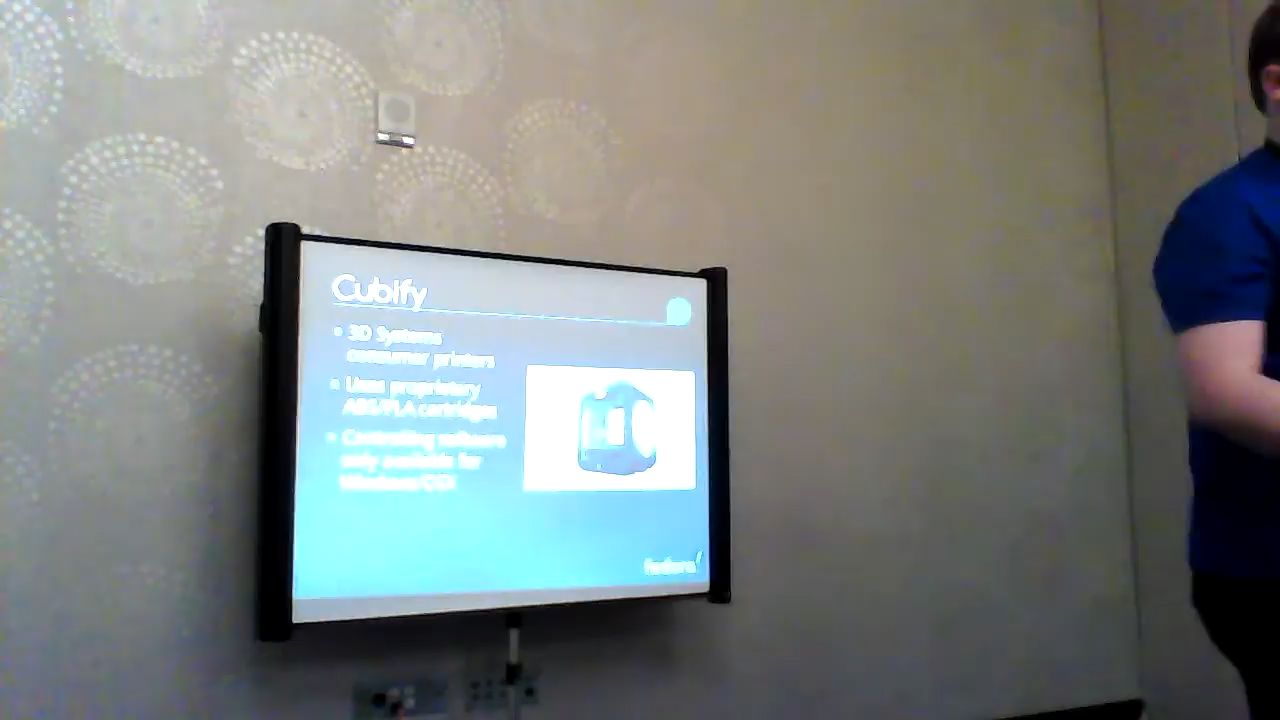 Cubify
3D Systems
consumer printers
Uses proprietary
ABS/PLA cartridges
Controlling software
only available for
Windows/OSX
fedora